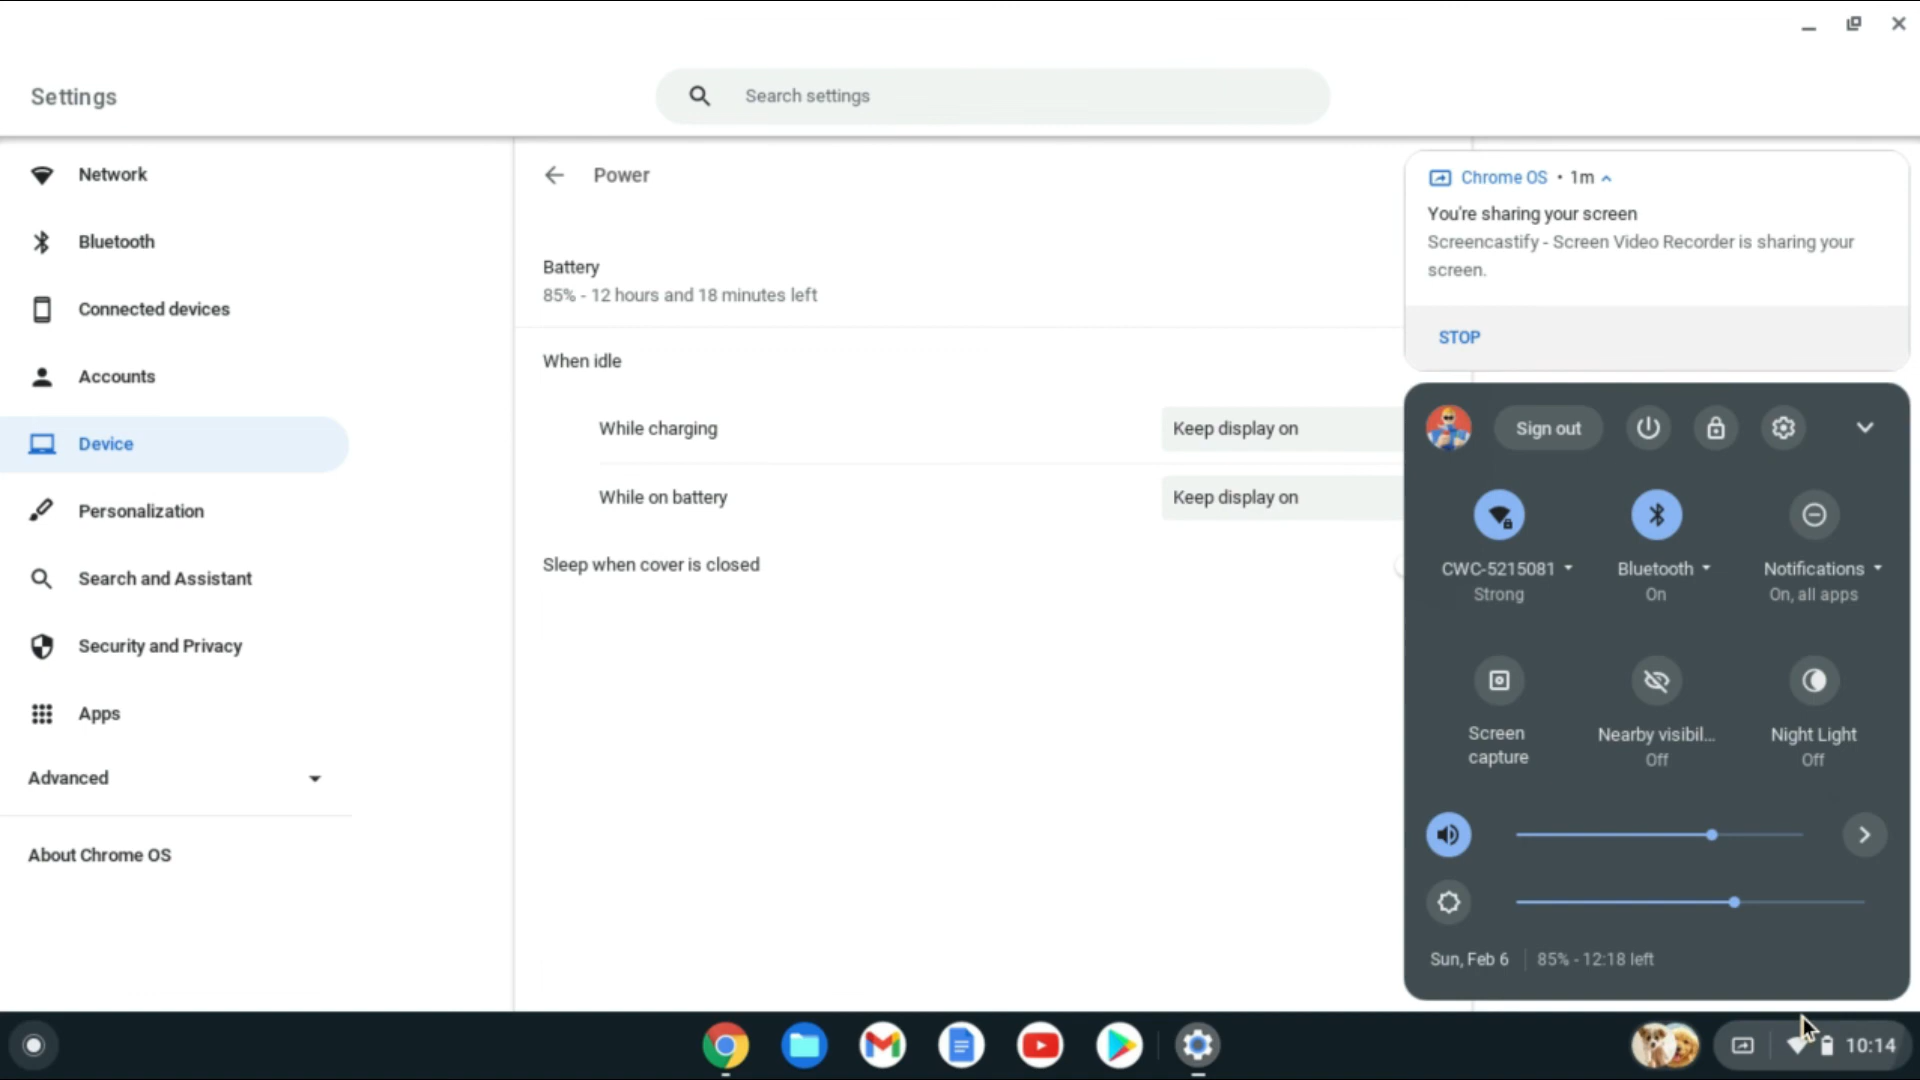 Settings
Search settings
Network
Bluetooth
Connected devices
Accounts
Device
Personalization
Search and Assistant
Security and Privacy
Apps
Advanced
About Chrome OS
Power
Battery
85% - 12 hours and 18 minutes left
When idle
While charging
Keep display on
While on battery
Keep display on
Sleep when cover is closed
Chrome OS • 1m
You're sharing your screen
Screencastify - Screen Video Recorder is sharing your
screen.
STOP
Sign out
CWC-5215081
Strong
Bluetooth
On
Notifications
On, all apps
Screen
capture
Nearby visibil...
Off
Night Light
Off
Sun, Feb 6
85% - 12:18 left
10:14